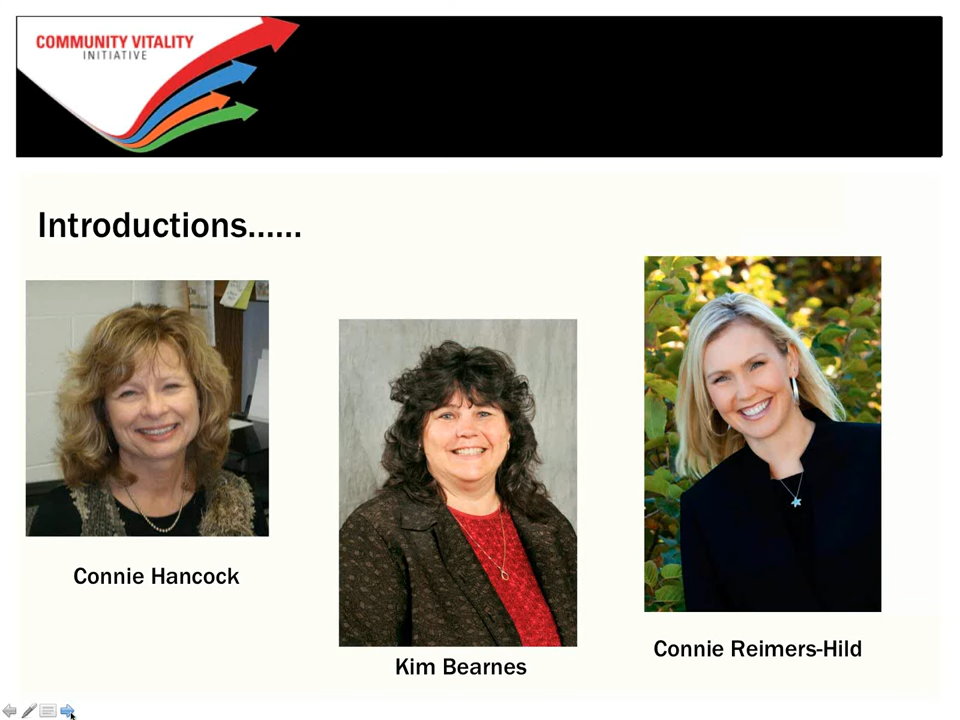 COMMUNITY VITALITY
INITIATIVE
Introductions......
Connie Hancock
Kim Bearnes
Connie Reimers-Hild